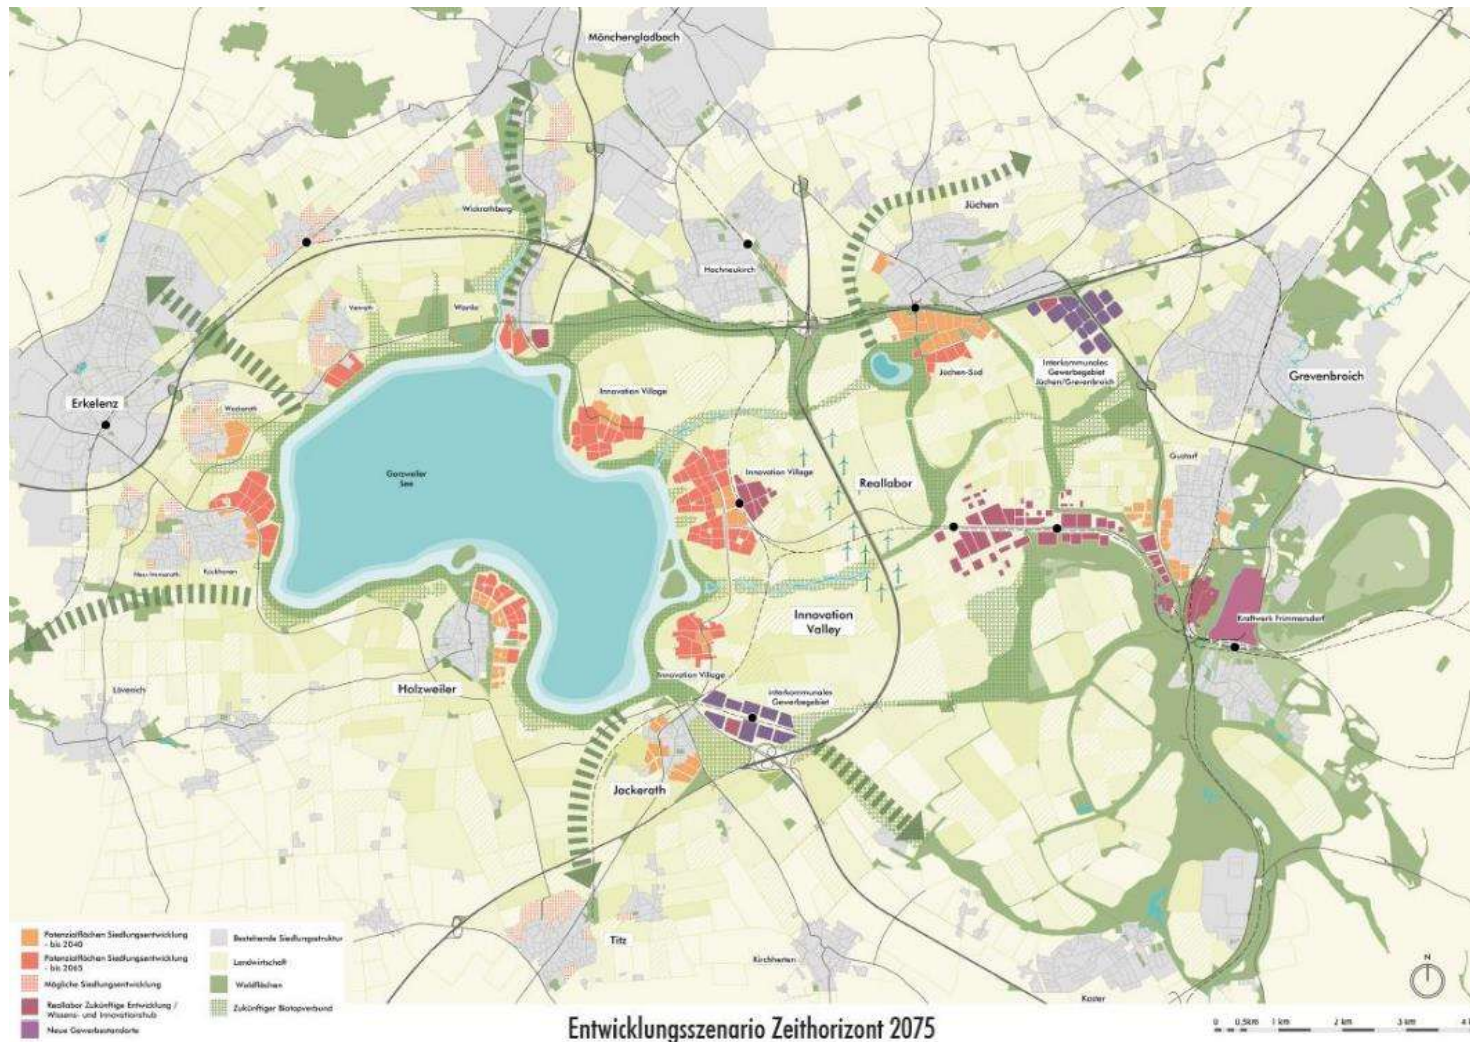 Mönchengladbach
Wickrathberg
Jüchen
Hochneukirch
Venrath
Wanlo
Jüchen-Süd
Interkommunales
Gewerbegebiet
Jüchen/Grevenbroich
Grevenbroich
Erkelenz
Innovation Village
Gustorf
Garzweiler
See
Innovation Village
Reallabor
Kückhoven
Innovation
Valley
Kraftwerk Frimmersdorf
Innovation Village
Holzweiler
Lövenich
interkommunales
Gewerbegebiet
Jackerath
Titz
Kirchherten
Kaster
Potenzialflächen Siedlungsentwicklung
- bis 2040
Potenzialflächen Siedlungsentwicklung
- bis 2065
Mögliche Siedlungsentwicklung
Reallabor Zukünftige Entwicklung /
Wissens- und Innovationshub
Neue Gewerbestandorte
Bestehende Siedlungsstruktur
Landwirtschaft
Waldflächen
Zukünftiger Biotopverbund
N
Entwicklungsszenario Zeithorizont 2075
0 0,5km 1 km 2 km 3 km